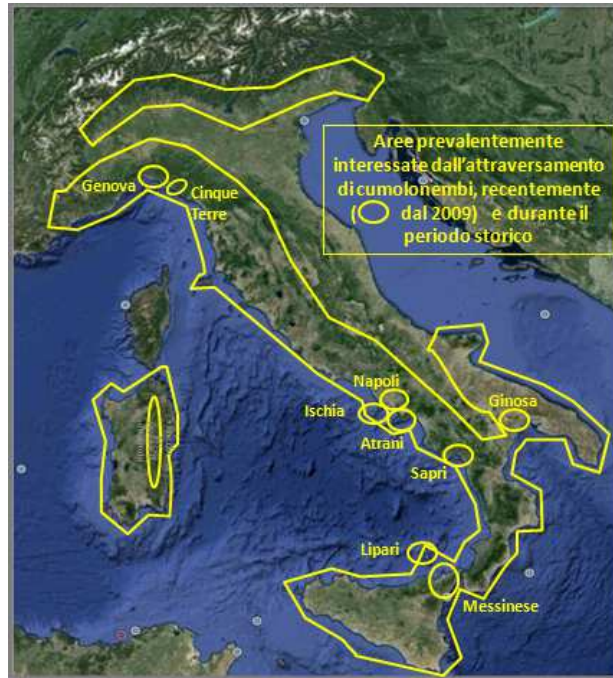 Aree prevalentemente
interessate dall'attraversamento
di cumolonembi, recentemente
( dal 2009) e durante il
periodo storico
Genova
Cinque
Terre
Napoli
Ischia
Atrani
Ginosa
Sapri
Lipari
Messinese